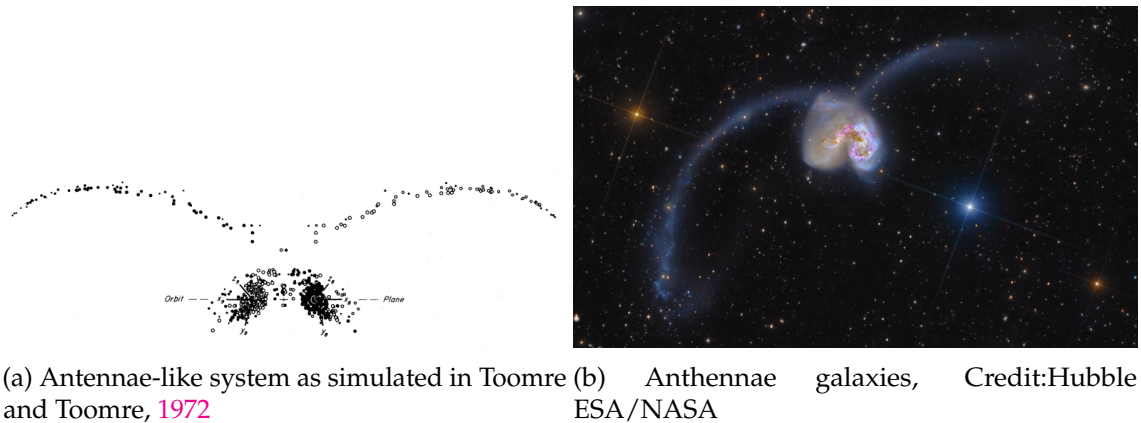 Orbit
Plane
(a) Antennae-like system as simulated in Toomre
and Toomre, 1972
(b) Anthennae galaxies, Credit:Hubble
ESA/NASA